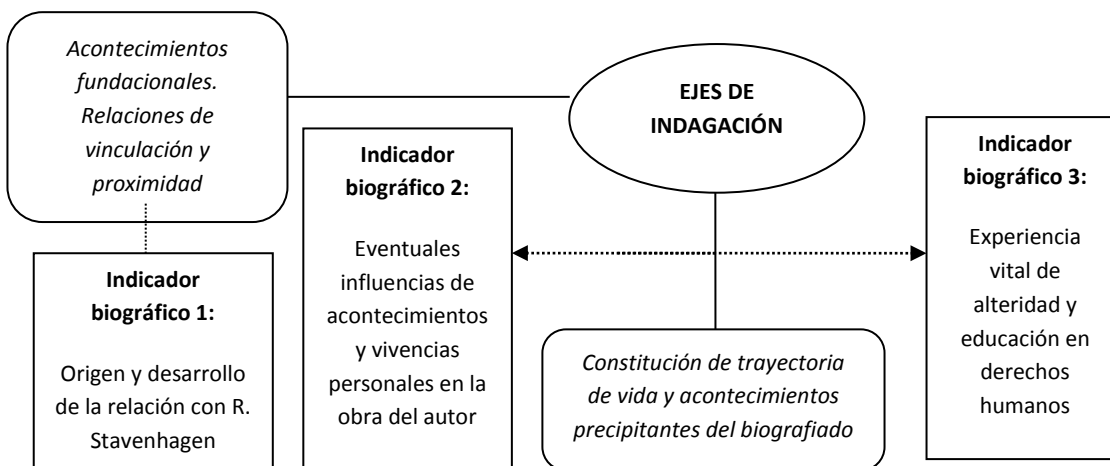 Acontecimientos
fundacionales.
Relaciones de
vinculación y
proximidad
EJES DE
INDAGACIÓN
Indicador
biográfico 1:
Origen y desarrollo
de la relación con R.
Stavenhagen
Indicador
biográfico 2:
Eventuales
influencias de
acontecimientos
y vivencias
personales en la
obra del autor
Constitución de trayectoria
de vida y acontecimientos
precipitantes del biografiado
Indicador
biográfico 3:
Experiencia
vital de
alteridad y
educación en
derechos
humanos